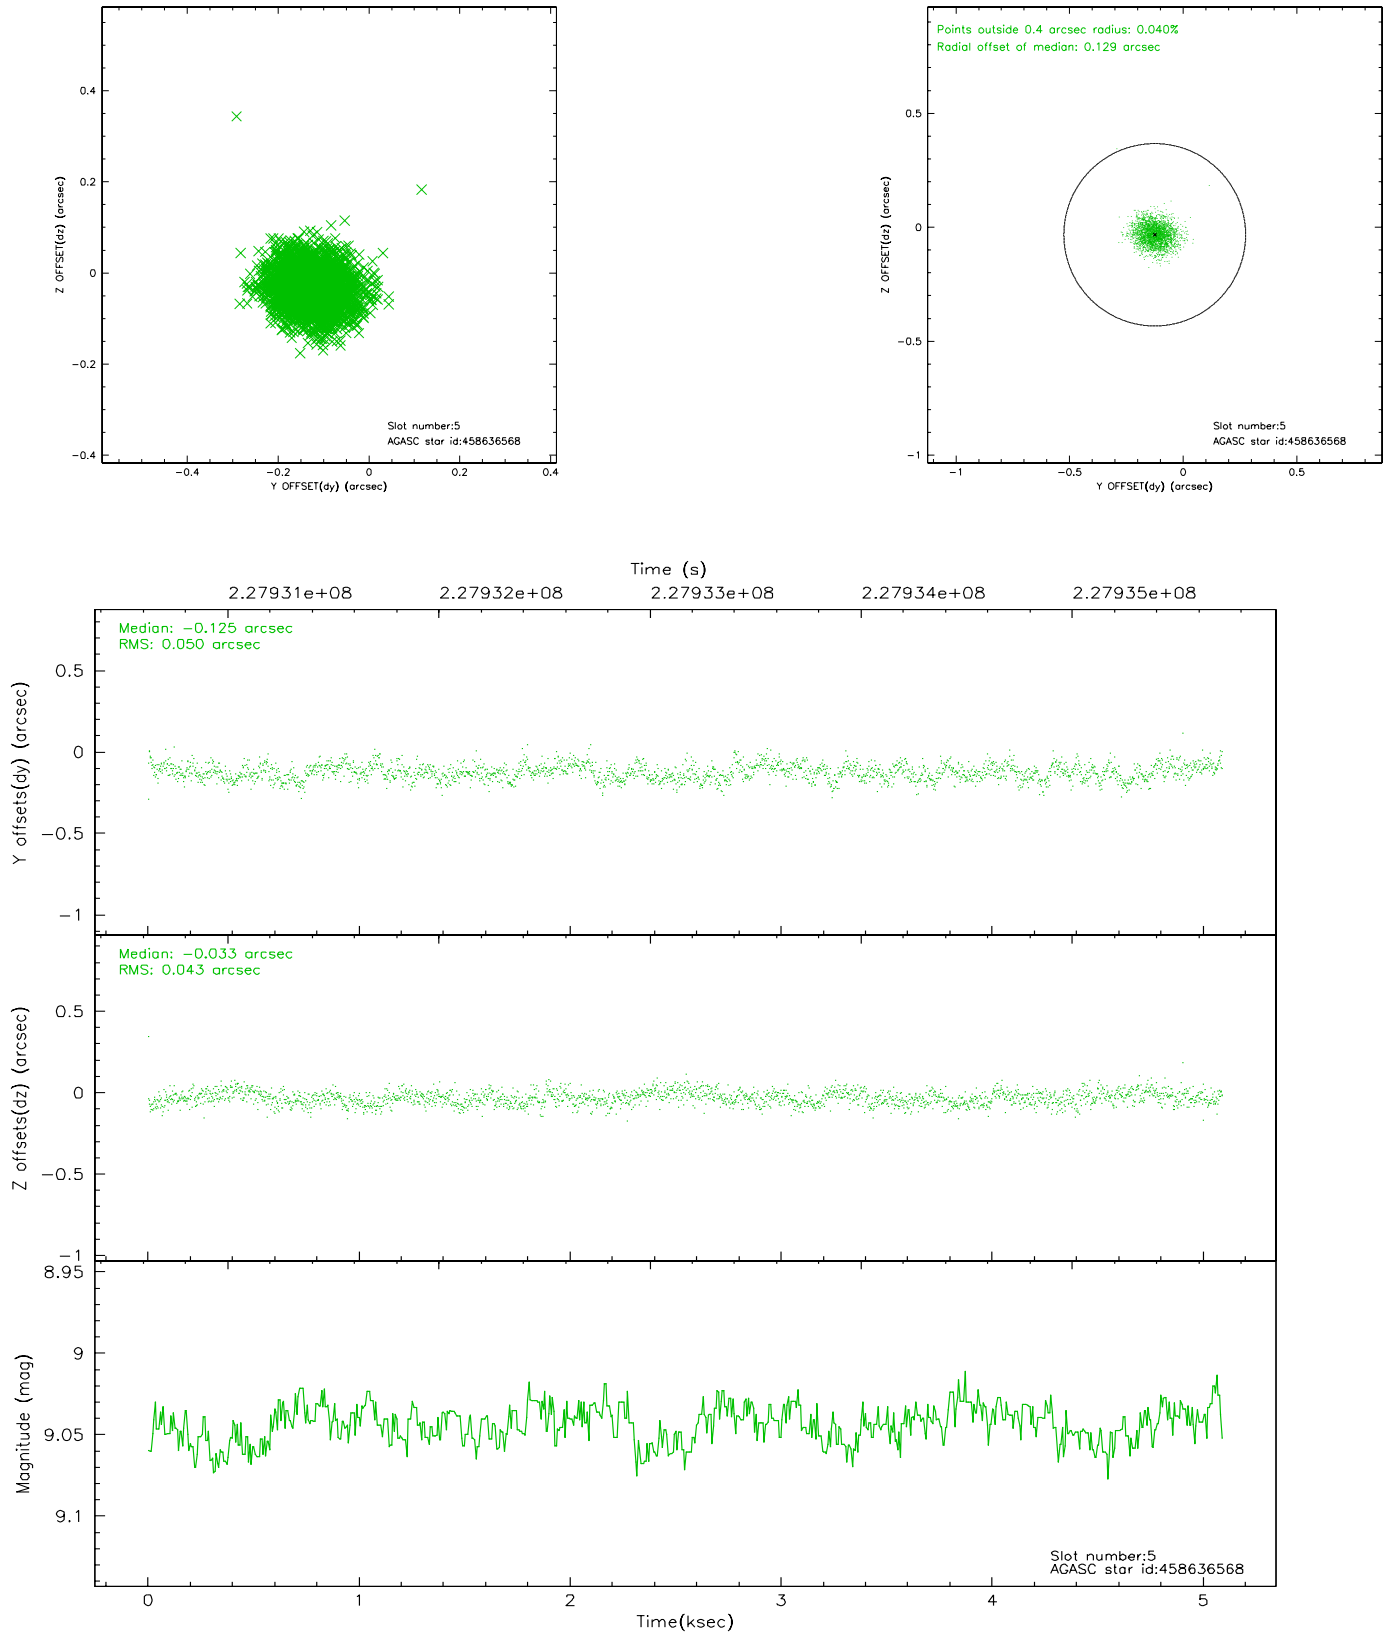 0.4
0.2
0
−0.2
−0.4
Z OFFSET(dz) (arcsec)
Slot number:5
AGASC star id:458636568
−0.4
−0.2
0
0.2
0.4
Y OFFSET(dy) (arcsec)
Points outside 0.4 arcsec radius: 0.040%
Radial offset of median: 0.129 arcsec
0.5
0
−0.5
−1
Z OFFSET(dz) (arcsec)
Slot number:5
AGASC star id:458636568
−1
−0.5
0
0.5
Y OFFSET(dy) (arcsec)
Time (s)
2.27931e+08
2.27932e+08
2.27933e+08
2.27934e+08
2.27935e+08
Median: −0.125 arcsec
RMS: 0.050 arcsec
0.5
0
−0.5
−1
Y offsets(dy) (arcsec)
Median: −0.033 arcsec
RMS: 0.043 arcsec
0.5
0
−0.5
−1
Z offsets(dz) (arcsec)
8.95
9
9.05
9.1
Magnitude (mag)
Slot number:5
AGASC star id:458636568
0
1
2
3
4
5
Time(ksec)